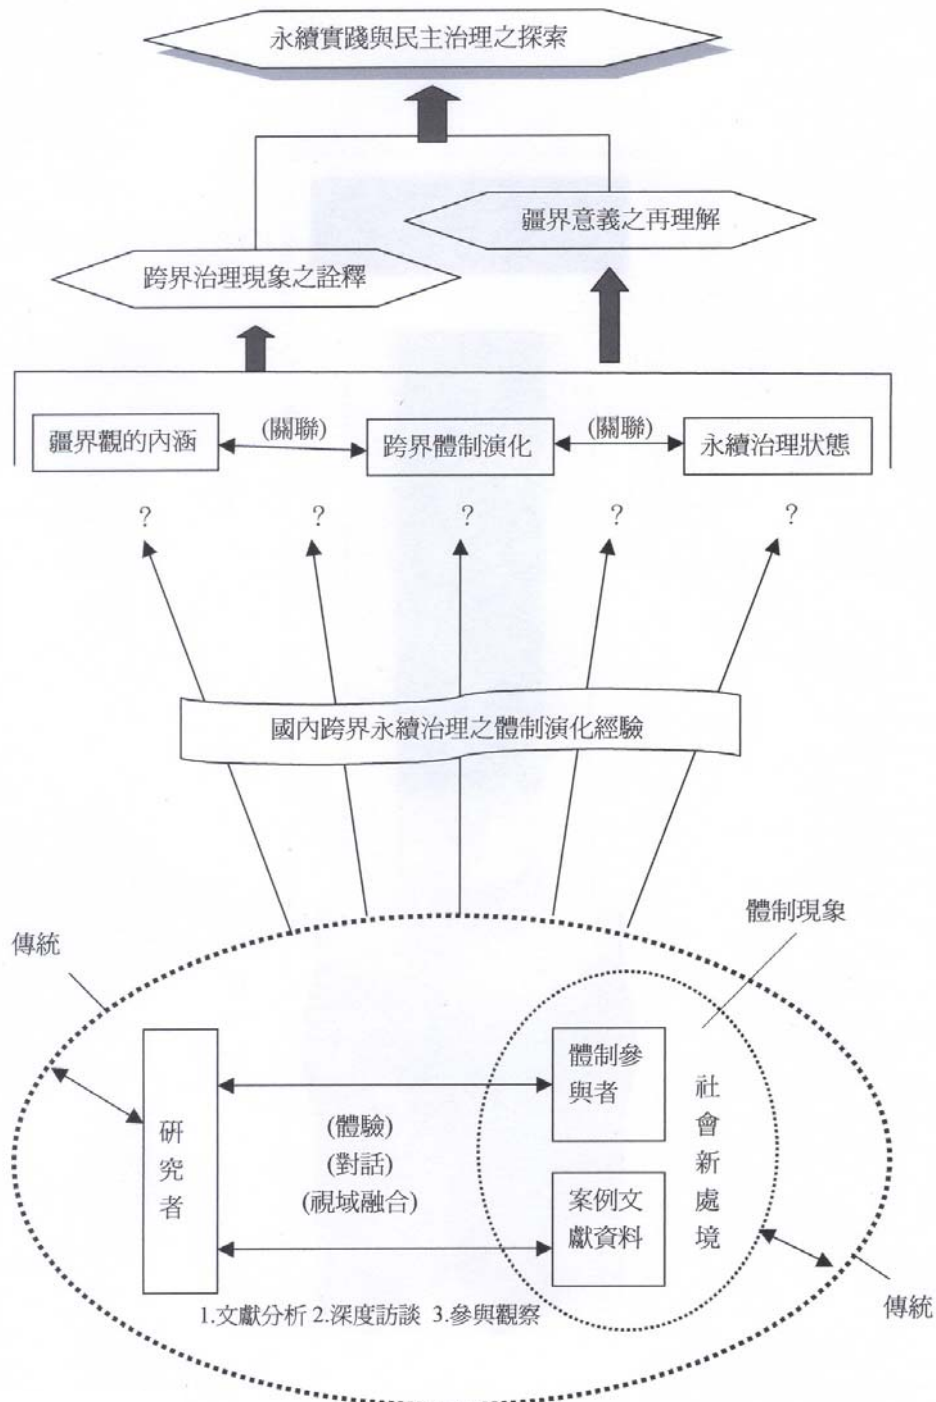 永續實踐與民主治理之探索
疆界意義之再理解
跨界治理現象之詮釋
疆界觀的內涵
(關聯)
跨界體制演化
(關聯)
永續治理狀態
?
?
?
?
?
國內跨界永續治理之體制演化經驗
體制現象
傳統
研
究
者
(體驗)
(對話)
(視域融合)
體制參
與者
案例文
獻資料
社
會
新
處
境
1.文獻分析 2.深度訪談 3.參與觀察
傳統